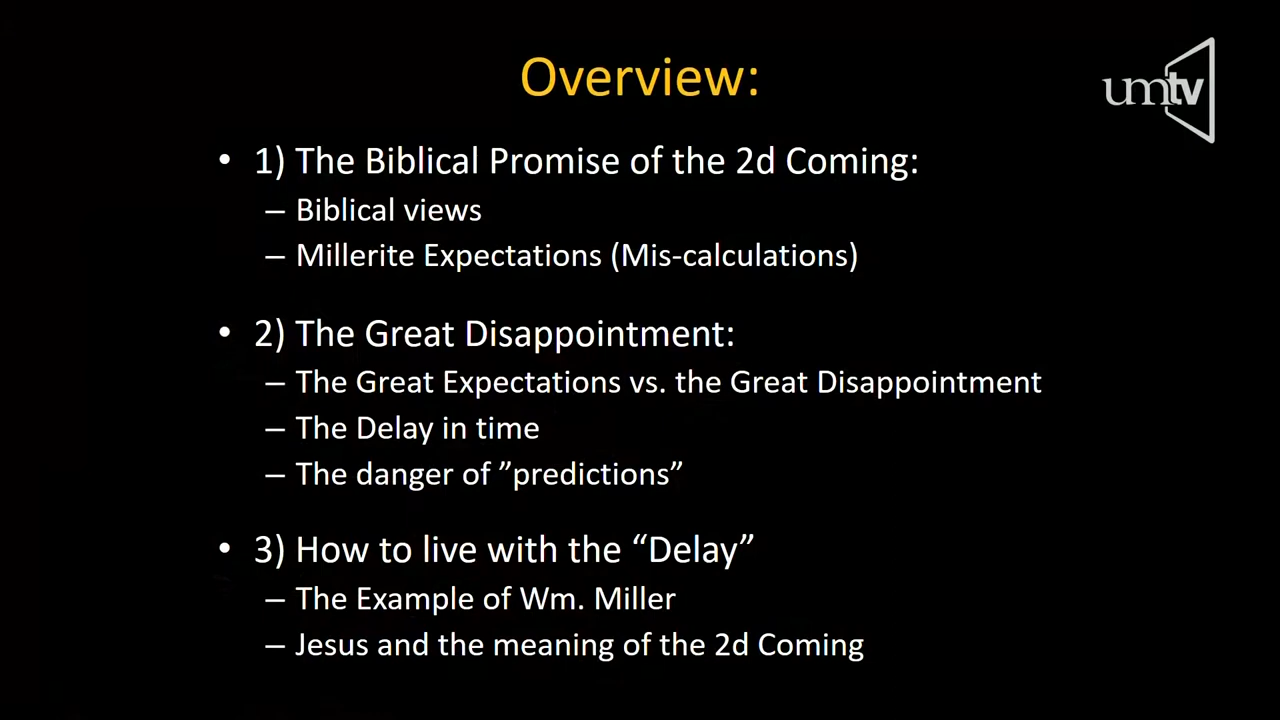 Overview:
umtv
• 1) The Biblical Promise of the 2d Coming:
– Biblical views
– Millerite Expectations (Mis-calculations)
• 2) The Great Disappointment:
– The Great Expectations vs. the Great Disappointment
– The Delay in time
– The danger of ”predictions”
• 3) How to live with the “Delay”
– The Example of Wm. Miller
– Jesus and the meaning of the 2d Coming